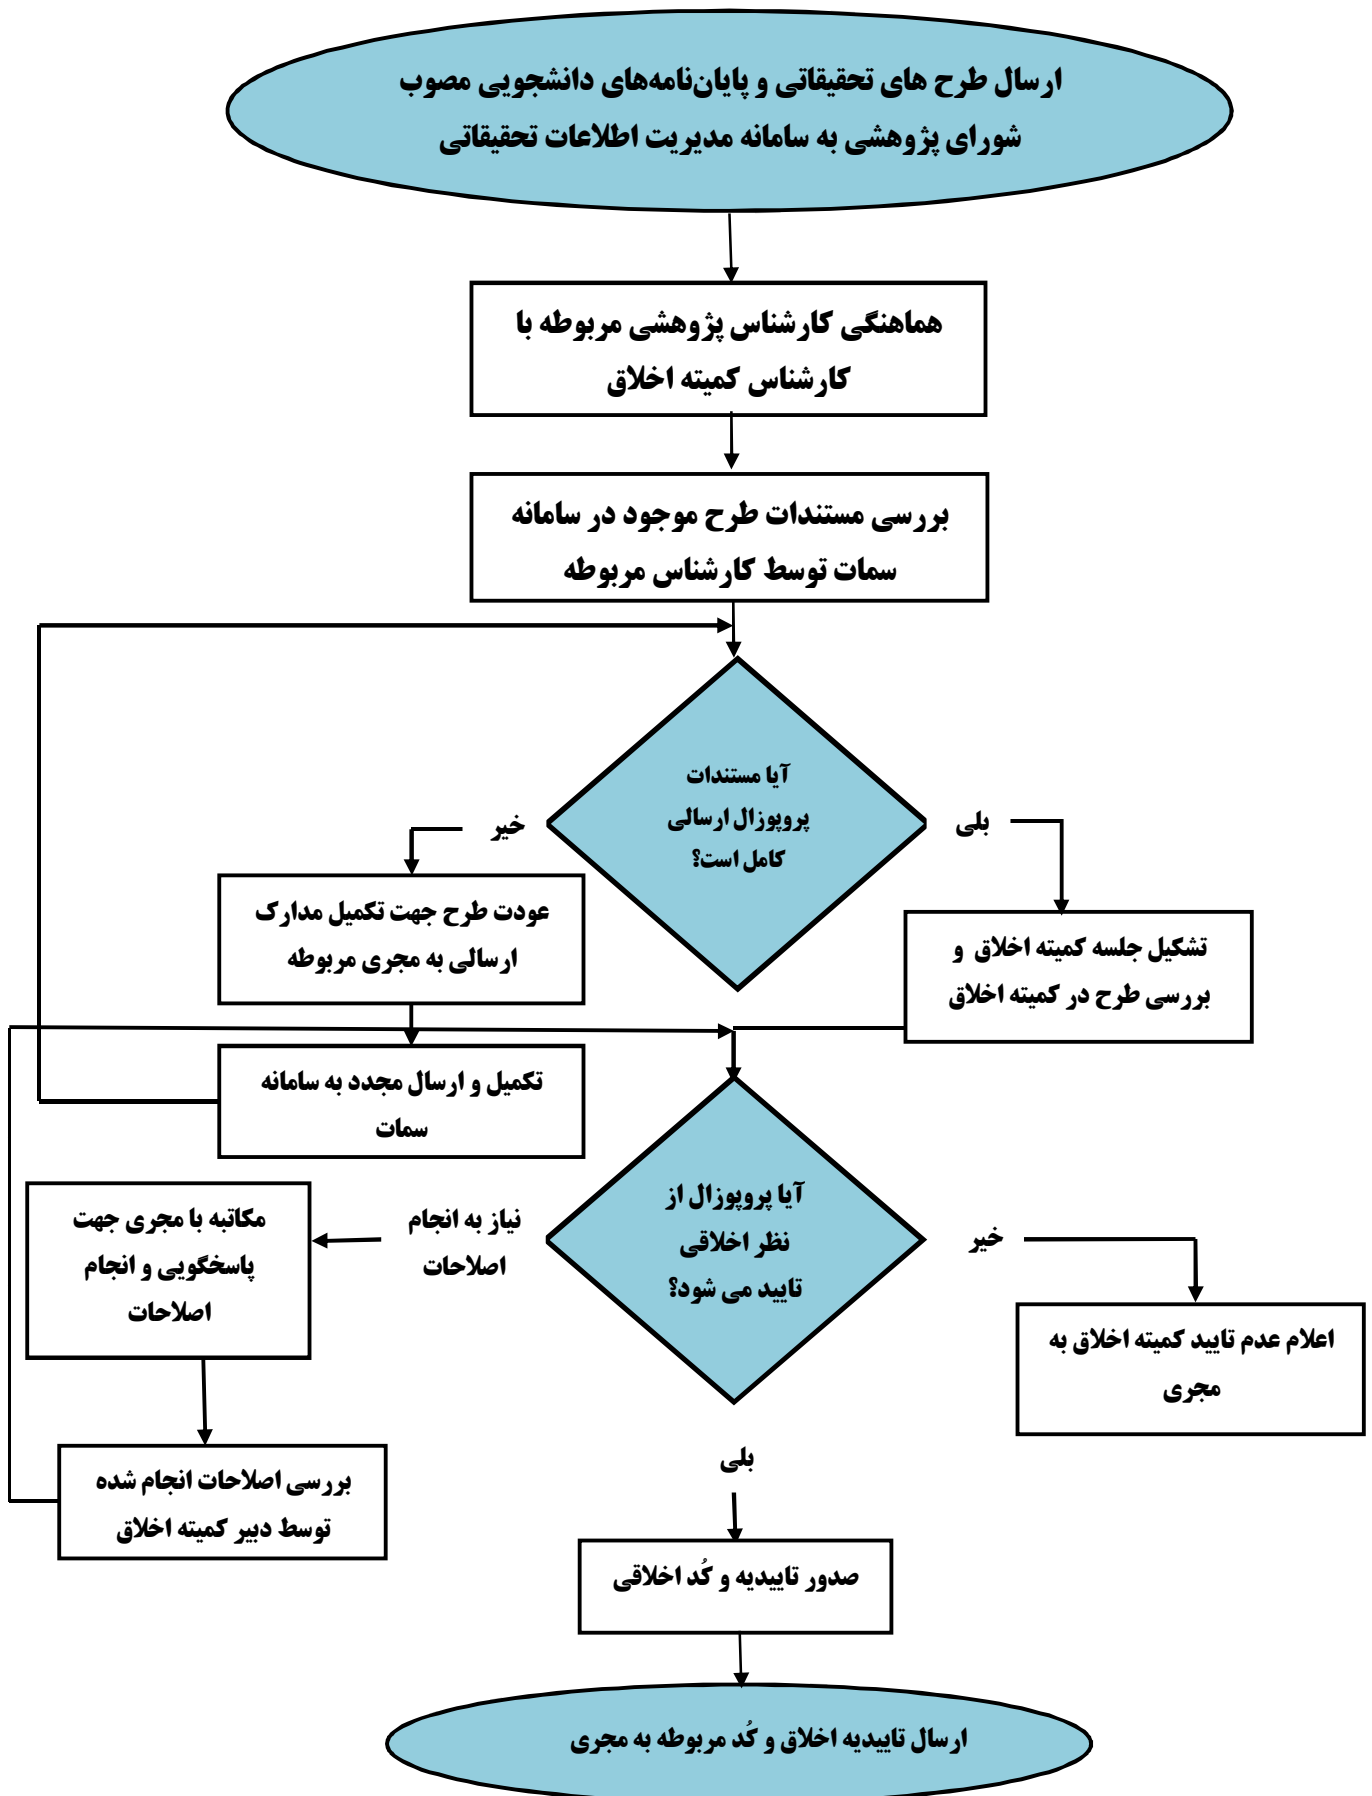 ارسال طرح های تحقیقاتی و پایان‌نامه‌های دانشجویی مصوب
شورای پژوهشی به سامانه مدیریت اطلاعات تحقیقاتی
هماهنگی کارشناس پژوهشی مربوطه با
کارشناس کمیته اخلاق
بررسی مستندات طرح موجود در سامانه
سمات توسط کارشناس مربوطه
آیا مستندات
پروپوزال ارسالی
کامل است؟
بلی
خیر
تشکیل جلسه کمیته اخلاق و
بررسی طرح در کمیته اخلاق
عودت طرح جهت تکمیل مدارک
ارسالی به مجری مربوطه
تکمیل و ارسال مجدد به سامانه
سمات
آیا پروپوزال از
نظر اخلاقی
تایید می شود؟
خیر
نیاز به انجام
اصلاحات
مکاتبه با مجری جهت
پاسخگویی و انجام
اصلاحات
اعلام عدم تایید کمیته اخلاق به
مجری
بلی
بررسی اصلاحات انجام شده
توسط دبیر کمیته اخلاق
صدور تاییدیه و کُد اخلاقی
ارسال تاییدیه اخلاق و کُد مربوطه به مجری